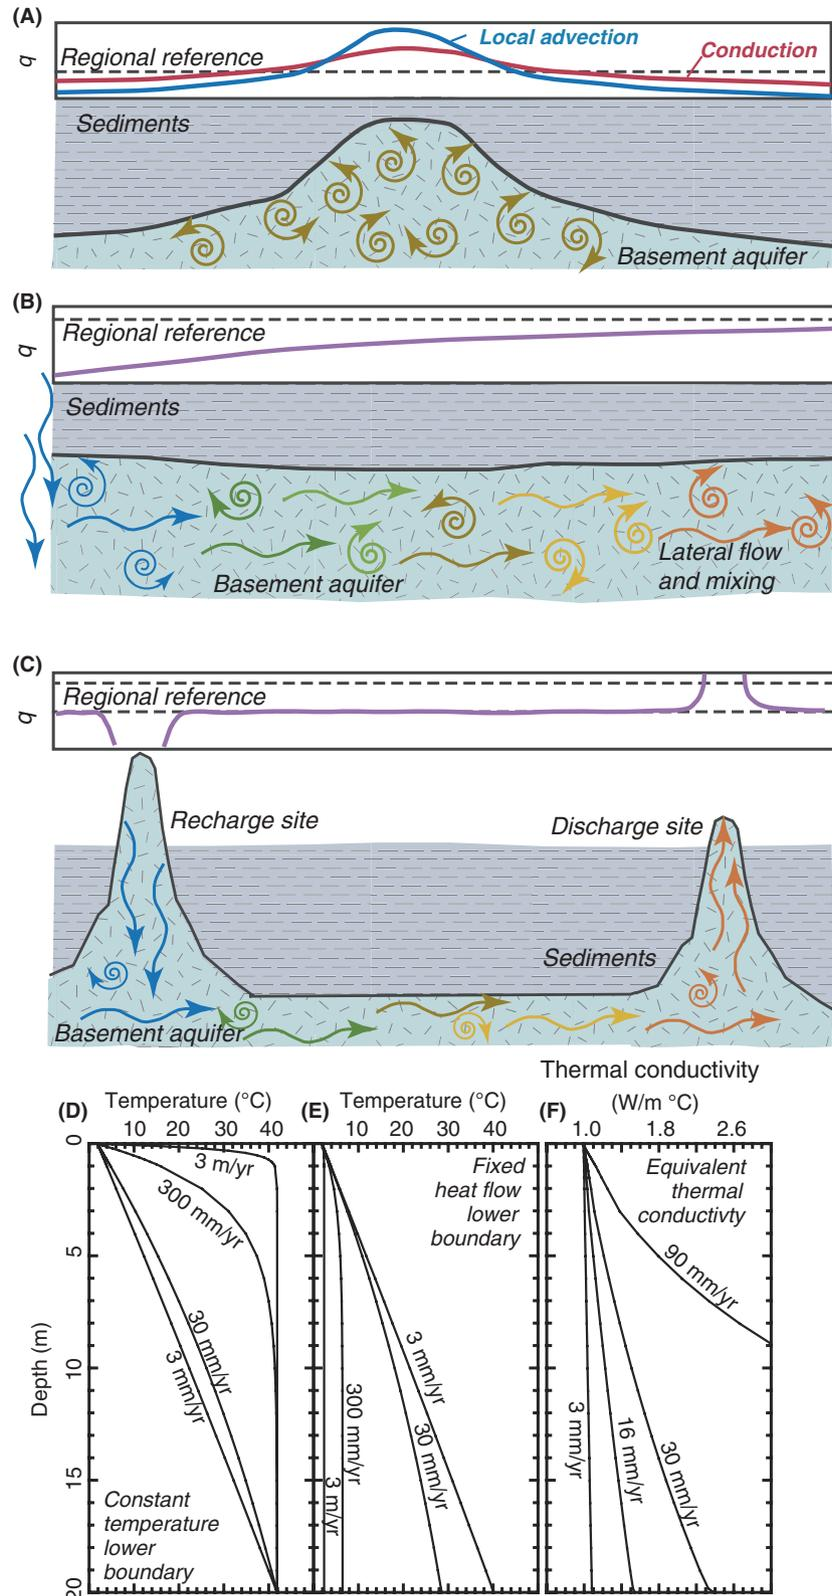 (A)
q
Regional reference
Local advection
Conduction
Sediments
Basement aquifer
(B)
q
Regional reference
Sediments
Basement aquifer
Lateral flow
and mixing
(C)
q
Regional reference
Recharge site
Discharge site
Sediments
Basement aquifer
Thermal conductivity
(D) Temperature (°C) (E) Temperature (°C) (F) (W/m °C)
10 20 30 40 10 20 30 40 1.0 1.8 2.6
0
5
10
15
20
Depth (m)
3 m/yr
300 mm/yr
30 mm/yr
3 mm/yr
Constant
temperature
lower
boundary
Fixed
heat flow
lower
boundary
3 mm/yr
300 mm/yr
30 mm/yr
3 m/yr
Equivalent
thermal
conductivty
90 mm/yr
3 mm/yr
16 mm/yr
30 mm/yr